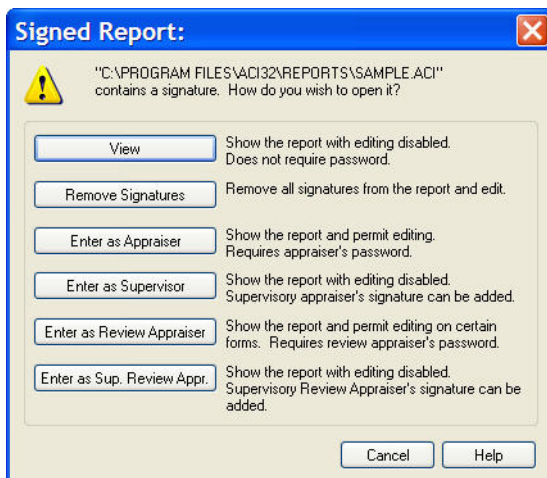 Signed Report:
"C:\PROGRAM FILES\ACI32\REPORTS\SAMPLE.ACI"
contains a signature. How do you wish to open it?
View
Show the report with editing disabled.
Does not require password.
Remove Signatures
Remove all signatures from the report and edit.
Enter as Appraiser
Show the report and permit editing.
Requires appraiser's password.
Enter as Supervisor
Show the report with editing disabled.
Supervisory appraiser's signature can be added.
Enter as Review Appraiser
Show the report and permit editing on certain
forms. Requires review appraiser's password.
Enter as Sup. Review Appr.
Show the report with editing disabled.
Supervisory Review Appraiser's signature can be
added.
Cancel
Help